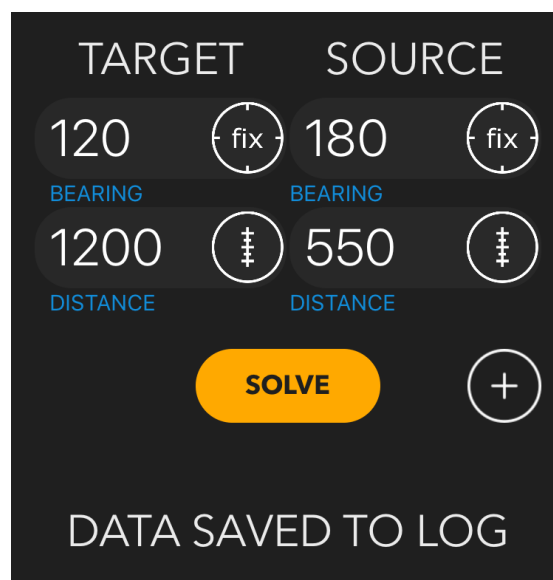 TARGET SOURCE
120 fix 180 fix
BEARING BEARING
1200 550
DISTANCE DISTANCE
SOLVE +
DATA SAVED TO LOG